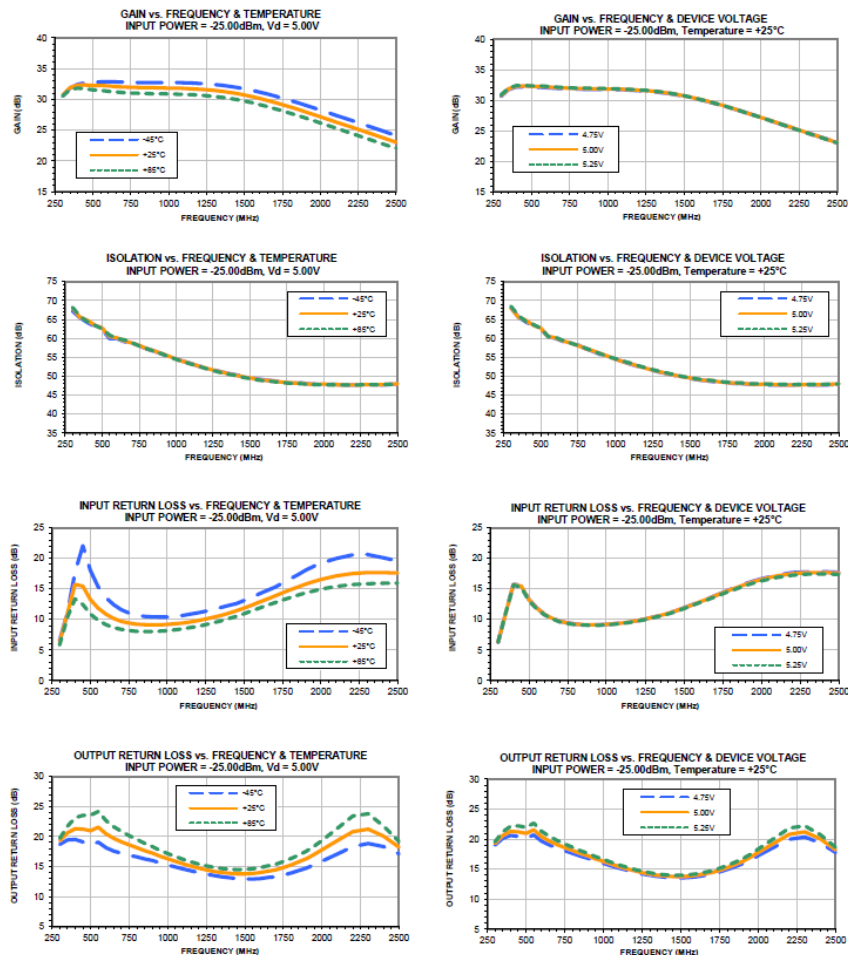 GAIN vs. FREQUENCY & TEMPERATURE
INPUT POWER = -25.00dBm, Vd = 5.00V
40
35
30
25
20
15
GAIN (dB)
-45°C
+25°C
+85°C
250 500 750 1000 1250 1500 1750 2000 2250 2500
FREQUENCY (MHz)
GAIN vs. FREQUENCY & DEVICE VOLTAGE
INPUT POWER = -25.00dBm, Temperature = +25°C
40
35
30
25
20
15
GAIN (dB)
4.75V
5.00V
5.25V
250 500 750 1000 1250 1500 1750 2000 2250 2500
FREQUENCY (MHz)
ISOLATION vs. FREQUENCY & TEMPERATURE
INPUT POWER = -25.00dBm, Vd = 5.00V
75
70
65
60
55
50
45
40
35
ISOLATION (dB)
-45°C
+25°C
+85°C
250 500 750 1000 1250 1500 1750 2000 2250 2500
FREQUENCY (MHz)
ISOLATION vs. FREQUENCY & DEVICE VOLTAGE
INPUT POWER = -25.00dBm, Temperature = +25°C
75
70
65
60
55
50
45
40
35
ISOLATION (dB)
4.75V
5.00V
5.25V
250 500 750 1000 1250 1500 1750 2000 2250 2500
FREQUENCY (MHz)
INPUT RETURN LOSS vs. FREQUENCY & TEMPERATURE
INPUT POWER = -25.00dBm, Vd = 5.00V
25
20
15
10
5
0
INPUT RETURN LOSS (dB)
-45°C
+25°C
+85°C
250 500 750 1000 1250 1500 1750 2000 2250 2500
FREQUENCY (MHz)
INPUT RETURN LOSS vs. FREQUENCY & DEVICE VOLTAGE
INPUT POWER = -25.00dBm, Temperature = +25°C
25
20
15
10
5
0
INPUT RETURN LOSS (dB)
4.75V
5.00V
5.25V
250 500 750 1000 1250 1500 1750 2000 2250 2500
FREQUENCY (MHz)
OUTPUT RETURN LOSS vs. FREQUENCY & TEMPERATURE
INPUT POWER = -25.00dBm, Vd = 5.00V
30
25
20
15
10
5
OUTPUT RETURN LOSS (dB)
-45°C
+25°C
+85°C
250 500 750 1000 1250 1500 1750 2000 2250 2500
FREQUENCY (MHz)
OUTPUT RETURN LOSS vs. FREQUENCY & DEVICE VOLTAGE
INPUT POWER = -25.00dBm, Temperature = +25°C
30
25
20
15
10
5
OUTPUT RETURN LOSS (dB)
4.75V
5.00V
5.25V
250 500 750 1000 1250 1500 1750 2000 2250 2500
FREQUENCY (MHz)